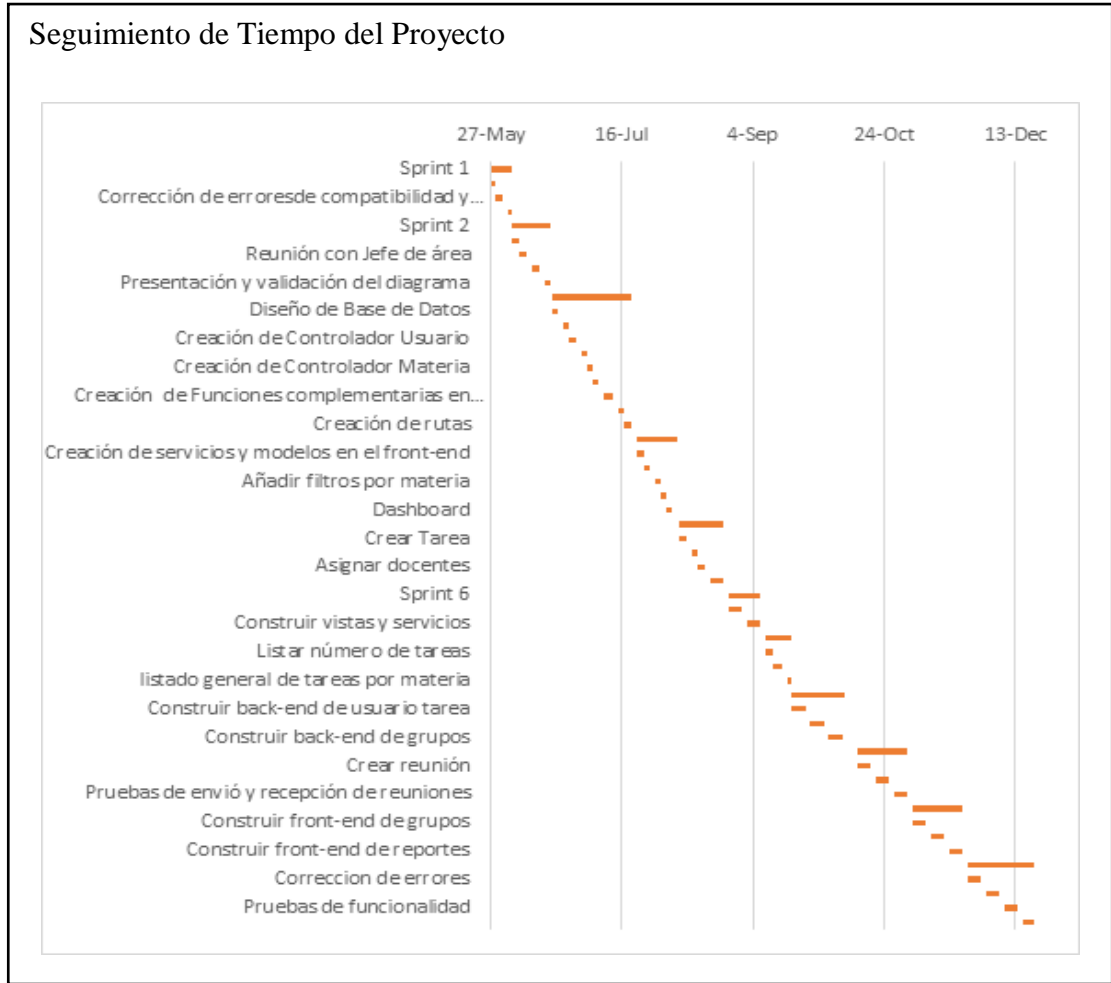 Seguimiento de Tiempo del Proyecto
27-May 16-Jul 4-Sep 24-Oct 13-Dec
Sprint 1
Corrección de erroresde compatibilidad y...
Sprint 2
Reunión con Jefe de área
Presentación y validación del diagrama
Diseño de Base de Datos
Creación de Controlador Usuario
Creación de Controlador Materia
Creación  de Funciones complementarias en...
Creación de rutas
Creación de servicios y modelos en el front-end
Añadir filtros por materia
Dashboard
Crear Tarea
Asignar docentes
Sprint 6
Construir vistas y servicios
Listar número de tareas
listado general de tareas por materia
Construir back-end de usuario tarea
Construir back-end de grupos
Crear reunión
Pruebas de envió y recepción de reuniones
Construir front-end de grupos
Construir front-end de reportes
Correccion de errores
Pruebas de funcionalidad